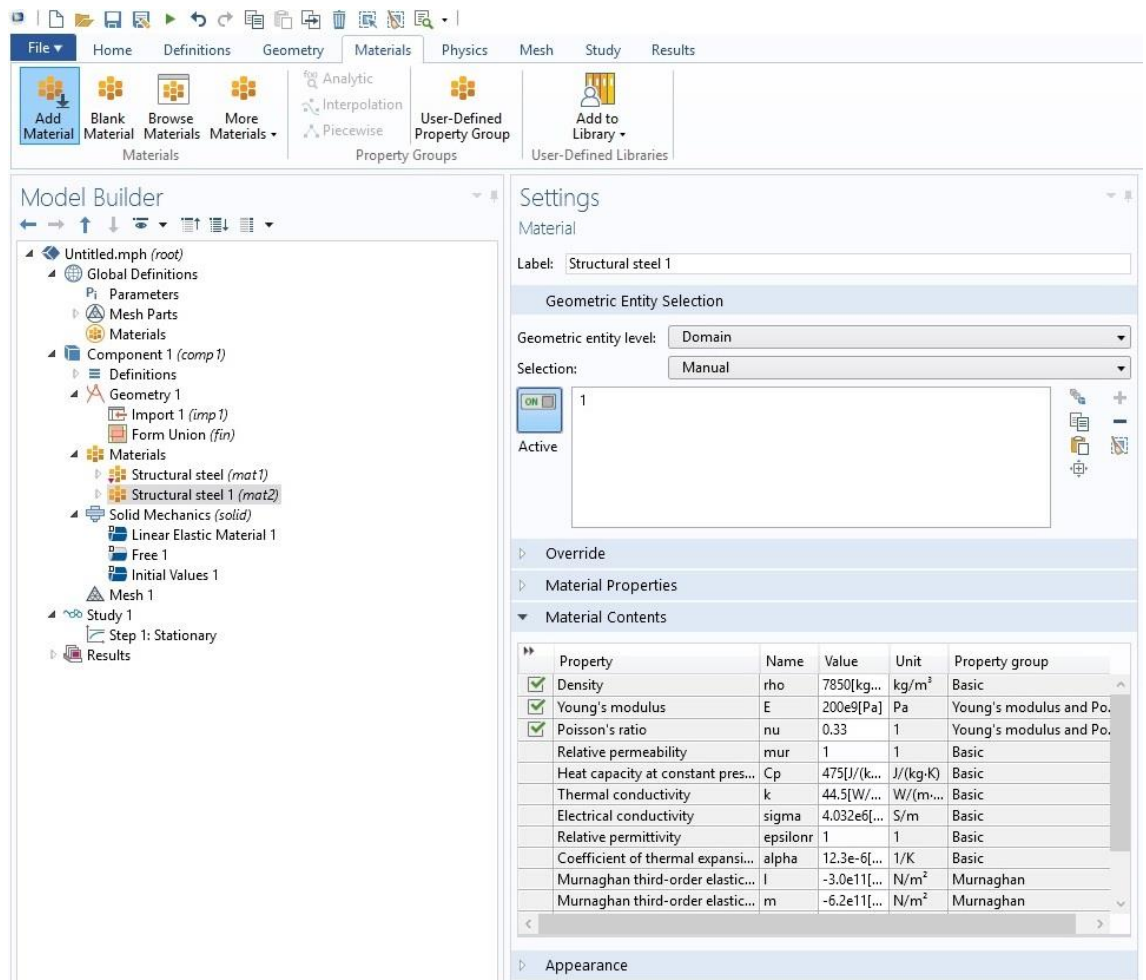 File Home Definitions Geometry Materials Physics Mesh Study Results
Add Material
Blank Material
Browse Materials
More Materials
Materials
f(x) Analytic
Interpolation
Piecewise
User-Defined Property Group
Property Groups
Add to Library
User-Defined Libraries
Model Builder
Untitled.mph (root)
Global Definitions
Pi Parameters
Mesh Parts
Materials
Component 1 (comp1)
Definitions
Geometry 1
Import 1 (imp1)
Form Union (fin)
Materials
Structural steel (mat1)
Structural steel 1 (mat2)
Solid Mechanics (solid)
Linear Elastic Material 1
Free 1
Initial Values 1
Mesh 1
Study 1
Step 1: Stationary
Results
Settings
Material
Label: Structural steel 1
Geometric Entity Selection
Geometric entity level: Domain
Selection: Manual
ON
Active
1
Override
Material Properties
Material Contents
Property Name Value Unit Property group
Density rho 7850[kg... kg/m³ Basic
Young's modulus E 200e9[Pa] Pa Young's modulus and Po.
Poisson's ratio nu 0.33 1 Young's modulus and Po.
Relative permeability mur 1 1 Basic
Heat capacity at constant pres... Cp 475[J/(k... J/(kg·K) Basic
Thermal conductivity k 44.5[W/... W/(m·... Basic
Electrical conductivity sigma 4.032e6[... S/m Basic
Relative permittivity epsilonr 1 1 Basic
Coefficient of thermal expansi... alpha 12.3e-6[... 1/K Basic
Murnaghan third-order elastic... l -3.0e11[... N/m² Murnaghan
Murnaghan third-order elastic... m -6.2e11[... N/m² Murnaghan
Appearance